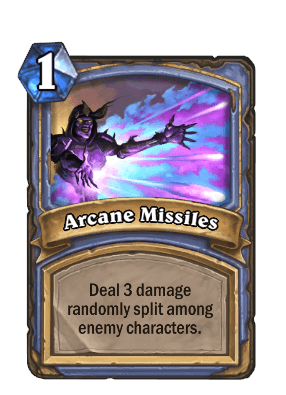 1
Arcane Missiles
Deal 3 damage
randomly split among
enemy characters.